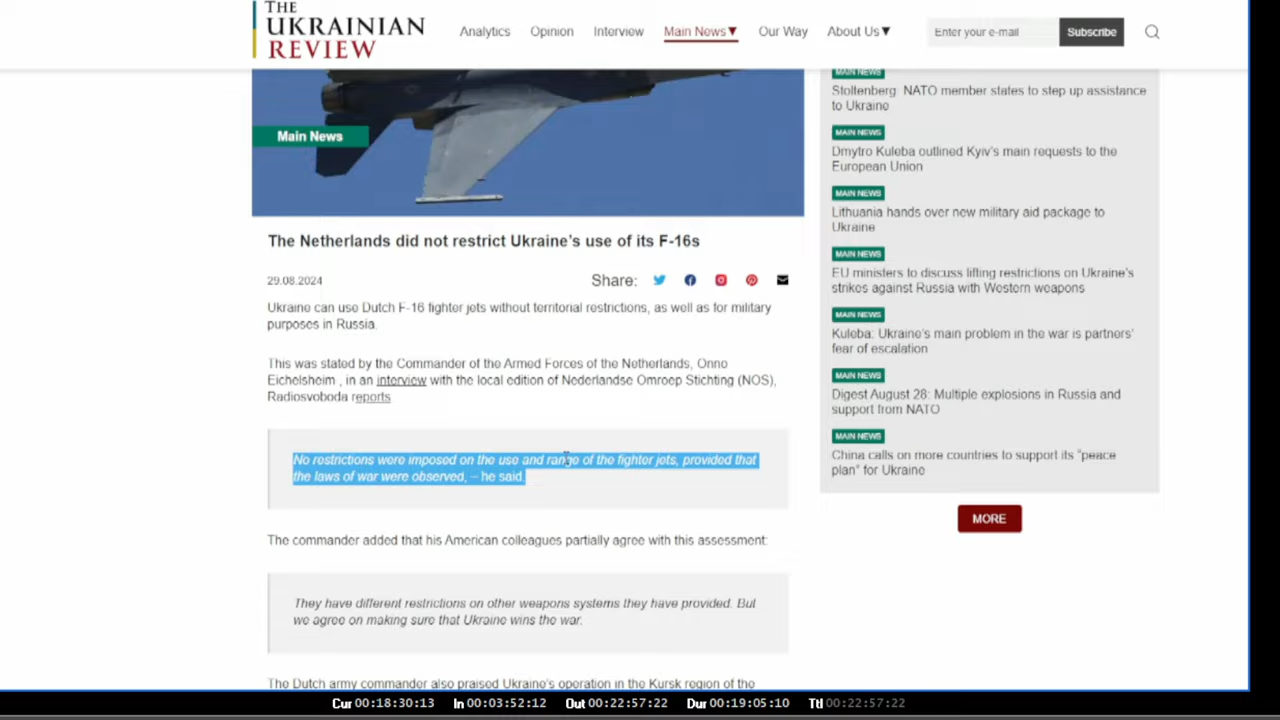 THE
UKRAINIAN
REVIEW
Analytics Opinion Interview Main News▼ Our Way About Us▼ Enter your e-mail Subscribe
Main News
The Netherlands did not restrict Ukraine's use of its F-16s
29.08.2024 Share:
Ukraine can use Dutch F-16 fighter jets without territorial restrictions, as well as for military
purposes in Russia.
This was stated by the Commander of the Armed Forces of the Netherlands, Onno
Eichelsheim , in an interview with the local edition of Nederlandse Omroep Stichting (NOS),
Radiosvoboda reports
No restrictions were imposed on the use and range of the fighter jets, provided that
the laws of war were observed, – he said.
The commander added that his American colleagues partially agree with this assessment:
They have different restrictions on other weapons systems they have provided. But
we agree on making sure that Ukraine wins the war.
The Dutch army commander also praised Ukraine's operation in the Kursk region of the
MAIN NEWS
Stoltenberg: NATO member states to step up assistance
to Ukraine
MAIN NEWS
Dmytro Kuleba outlined Kyiv's main requests to the
European Union
MAIN NEWS
Lithuania hands over new military aid package to
Ukraine
MAIN NEWS
EU ministers to discuss lifting restrictions on Ukraine's
strikes against Russia with Western weapons
MAIN NEWS
Kuleba: Ukraine's main problem in the war is partners'
fear of escalation
MAIN NEWS
Digest August 28: Multiple explosions in Russia and
support from NATO
MAIN NEWS
China calls on more countries to support its "peace
plan" for Ukraine
MORE
Cur 00:18:30:13 In 00:03:52:12 Out 00:22:57:22 Dur 00:19:05:10 Ttl 00:22:57:22